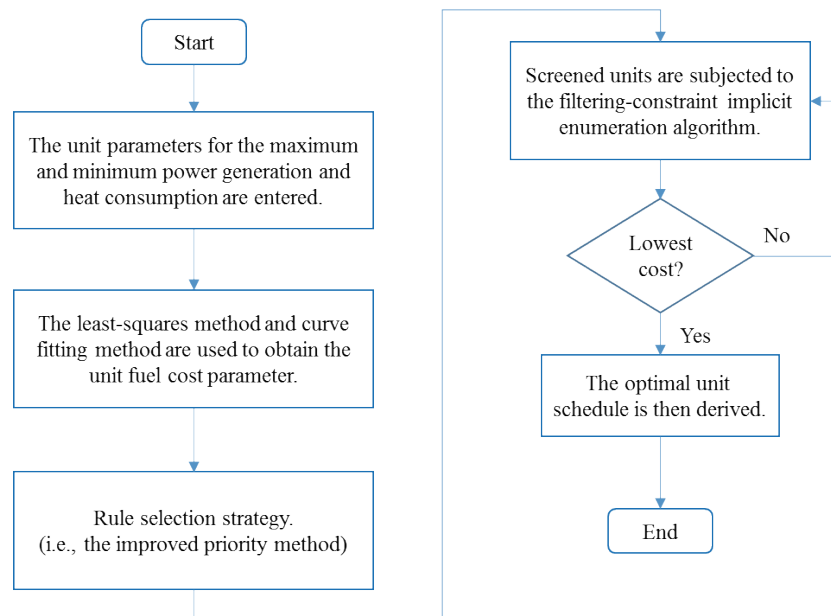 Start
The unit parameters for the maximum
and minimum power generation and
heat consumption are entered.
The least-squares method and curve
fitting method are used to obtain the
unit fuel cost parameter.
Rule selection strategy.
(i.e., the improved priority method)
Screened units are subjected to
the filtering-constraint implicit
enumeration algorithm.
Lowest
cost?
No
Yes
The optimal unit
schedule is then derived.
End